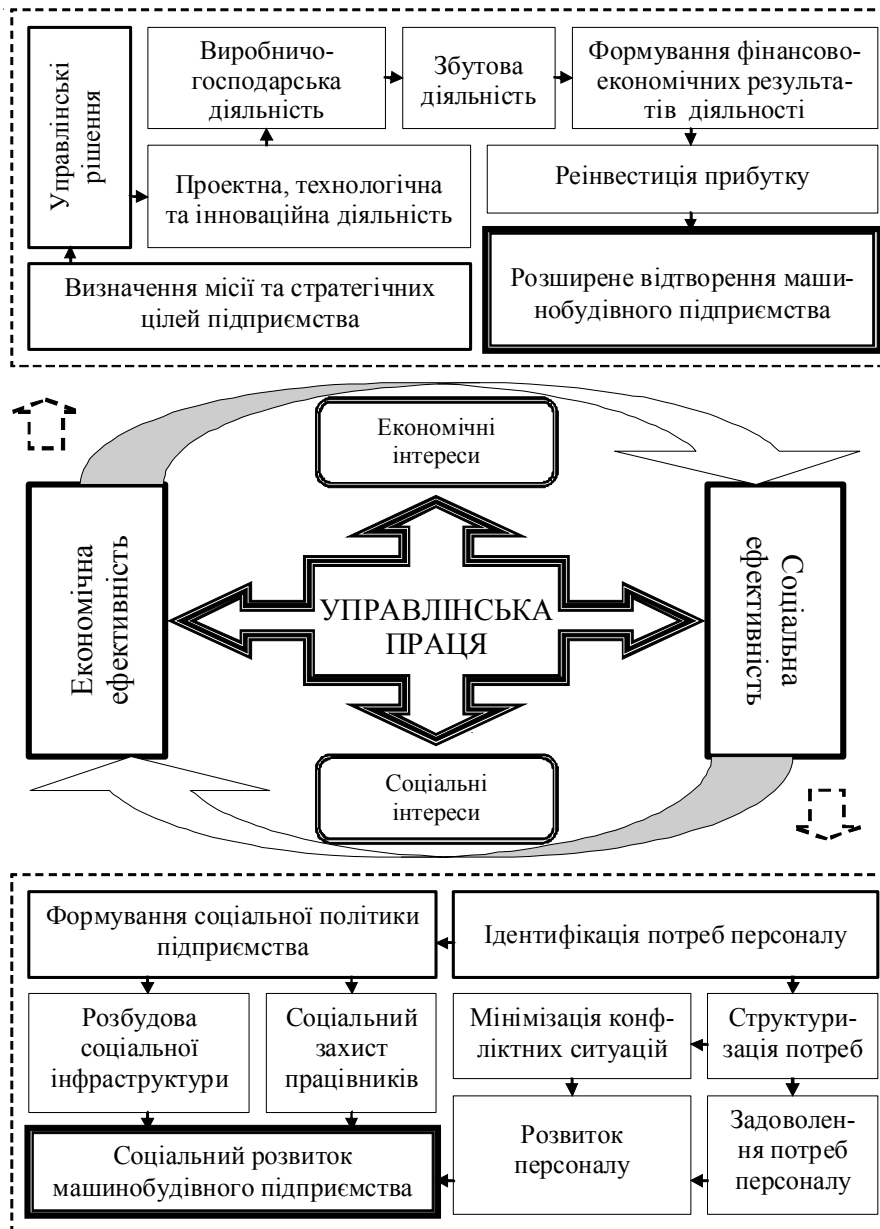 Управлінські
рішення
Виробничо-
господарська
діяльність
Збутова
діяльність
Формування фінансово-
економічних результа-
тів діяльності
Проектна, технологічна
та інноваційна діяльність
Реінвестиція прибутку
Визначення місії та стратегічних
цілей підприємства
Розширене відтворення маши-
нобудівного підприємства
Економічні
інтереси
Економічна
ефективність
УПРАВЛІНСЬКА
ПРАЦЯ
Соціальна
ефективність
Соціальні
інтереси
Формування соціальної політики
підприємства
Ідентифікація потреб персоналу
Розбудова
соціальної
інфраструктури
Соціальний
захист
працівників
Мінімізація конф-
ліктних ситуацій
Структури-
зація потреб
Соціальний розвиток
машинобудівного підприємства
Розвиток
персоналу
Задоволен-
ня потреб
персоналу